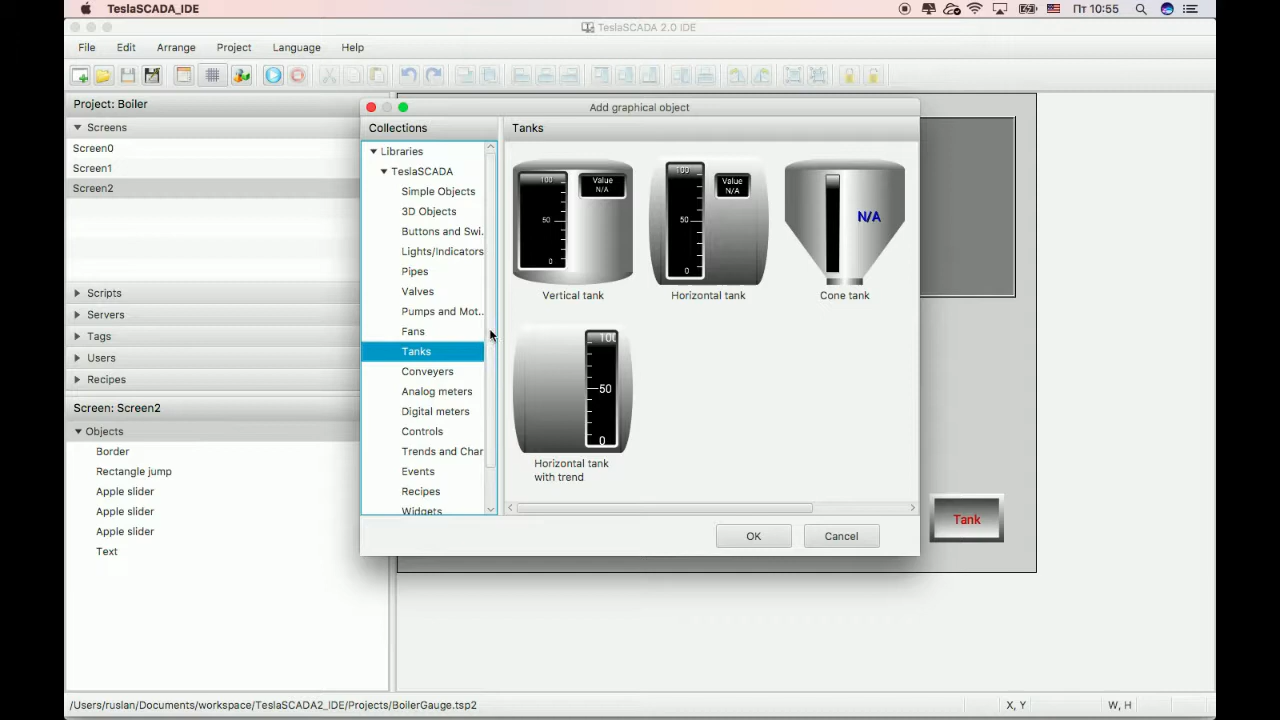 TeslaSCADA_IDE
Пт 10:55
TeslaSCADA 2.0 IDE
File Edit Arrange Project Language Help
Project: Boiler
Screens
Screen0
Screen1
Screen2
Scripts
Servers
Tags
Users
Recipes
Screen: Screen2
Objects
Border
Rectangle jump
Apple slider
Apple slider
Apple slider
Text
Add graphical object
Collections
Libraries
TeslaSCADA
Simple Objects
3D Objects
Buttons and Swi..
Lights/Indicators
Pipes
Valves
Pumps and Mot..
Fans
Tanks
Conveyers
Analog meters
Digital meters
Controls
Trends and Char
Events
Recipes
Widgets
Tanks
100
50
0
Value
N/A
Vertical tank
100
50
0
Value
N/A
Horizontal tank
N/A
Cone tank
100
50
0
Horizontal tank
with trend
OK
Cancel
Tank
/Users/ruslan/Documents/workspace/TeslaSCADA2_IDE/Projects/BoilerGauge.tsp2
X, Y
W, H